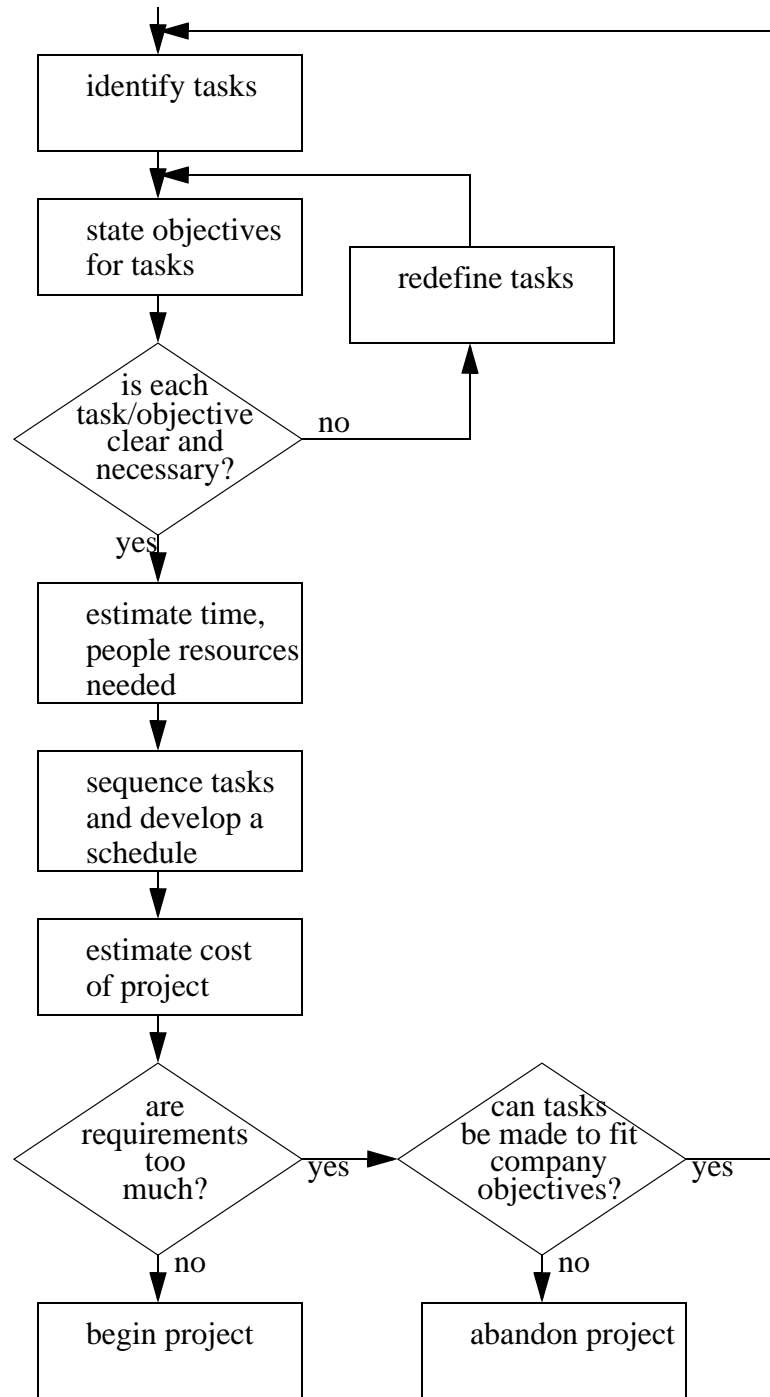 identify tasks
state objectives
for tasks
redefine tasks
is each
task/objective
clear and
necessary?
no
yes
estimate time,
people resources
needed
sequence tasks
and develop a
schedule
estimate cost
of project
are
requirements
too
much?
yes
can tasks
be made to fit
company
objectives?
yes
no
no
begin project
abandon project